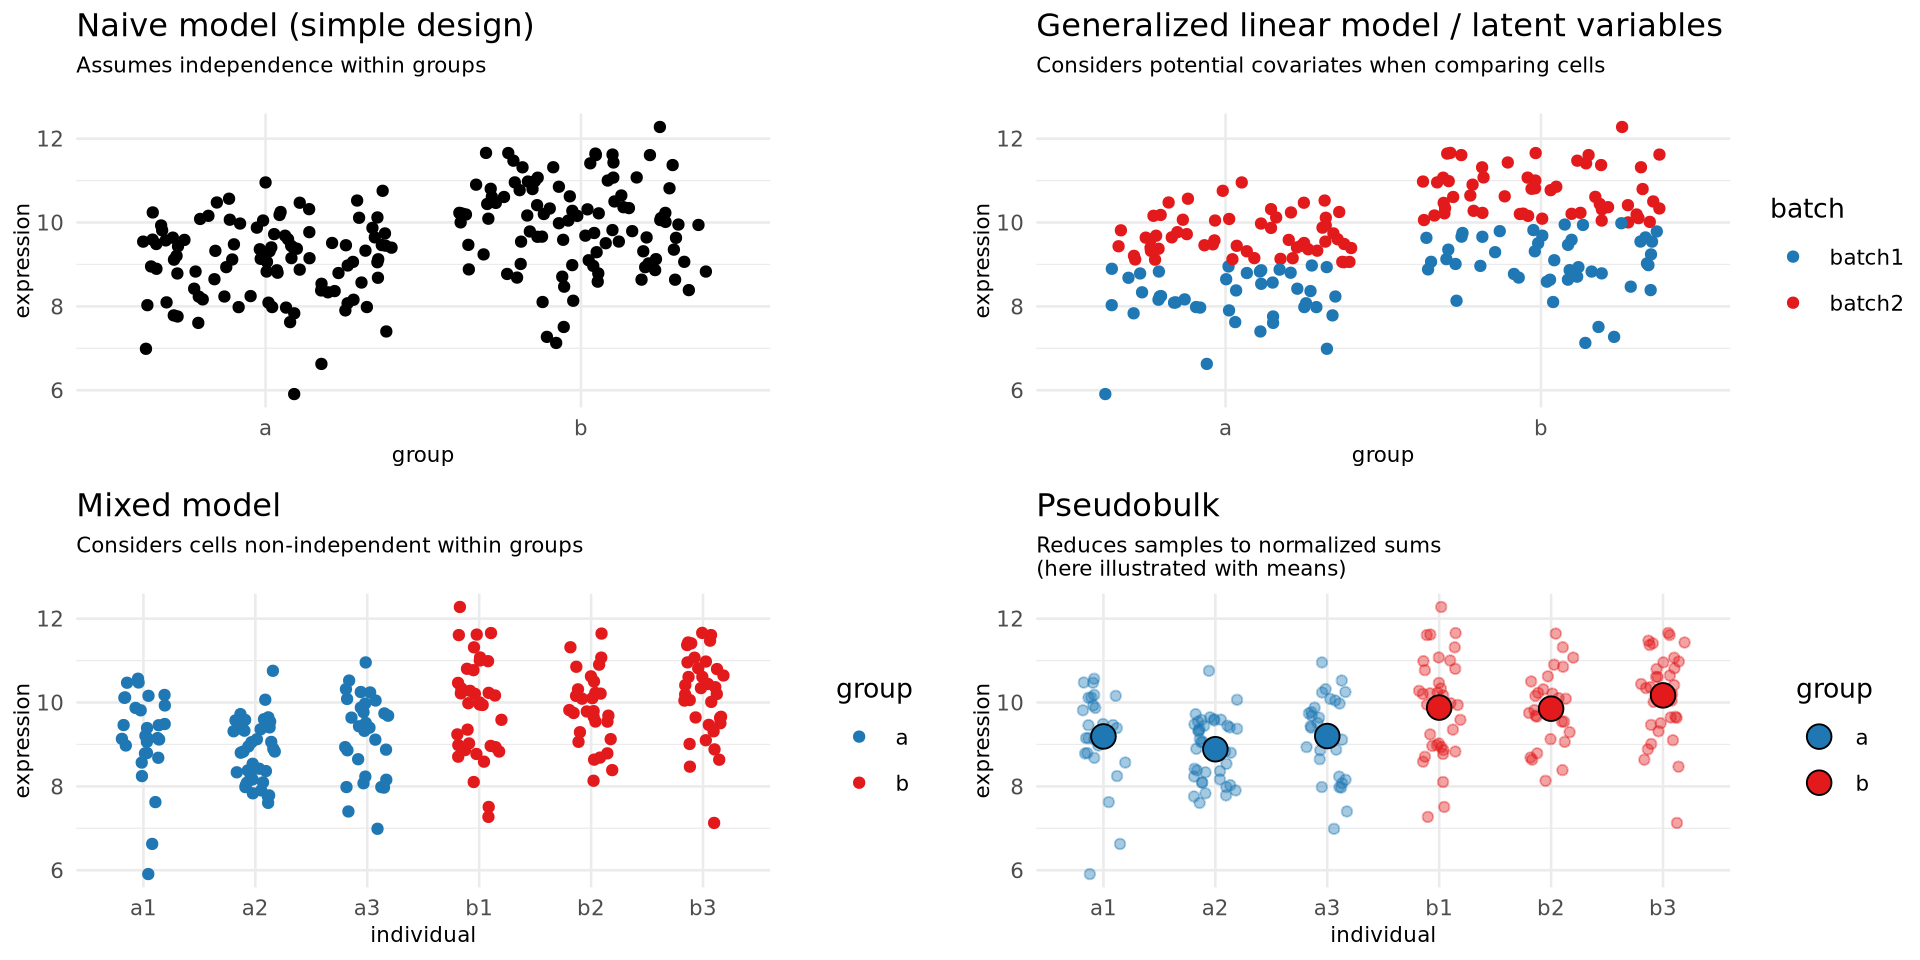 Naive model (simple design)
Assumes independence within groups
12
10
8
6
expression
a
b
group
Generalized linear model / latent variables
Considers potential covariates when comparing cells
12
10
8
6
expression
a
b
group
batch
batch1
batch2
Mixed model
Considers cells non-independent within groups
12
10
8
6
expression
a1
a2
a3
b1
b2
b3
individual
group
a
b
Pseudobulk
Reduces samples to normalized sums
(here illustrated with means)
12
10
8
6
expression
a1
a2
a3
b1
b2
b3
individual
group
a
b